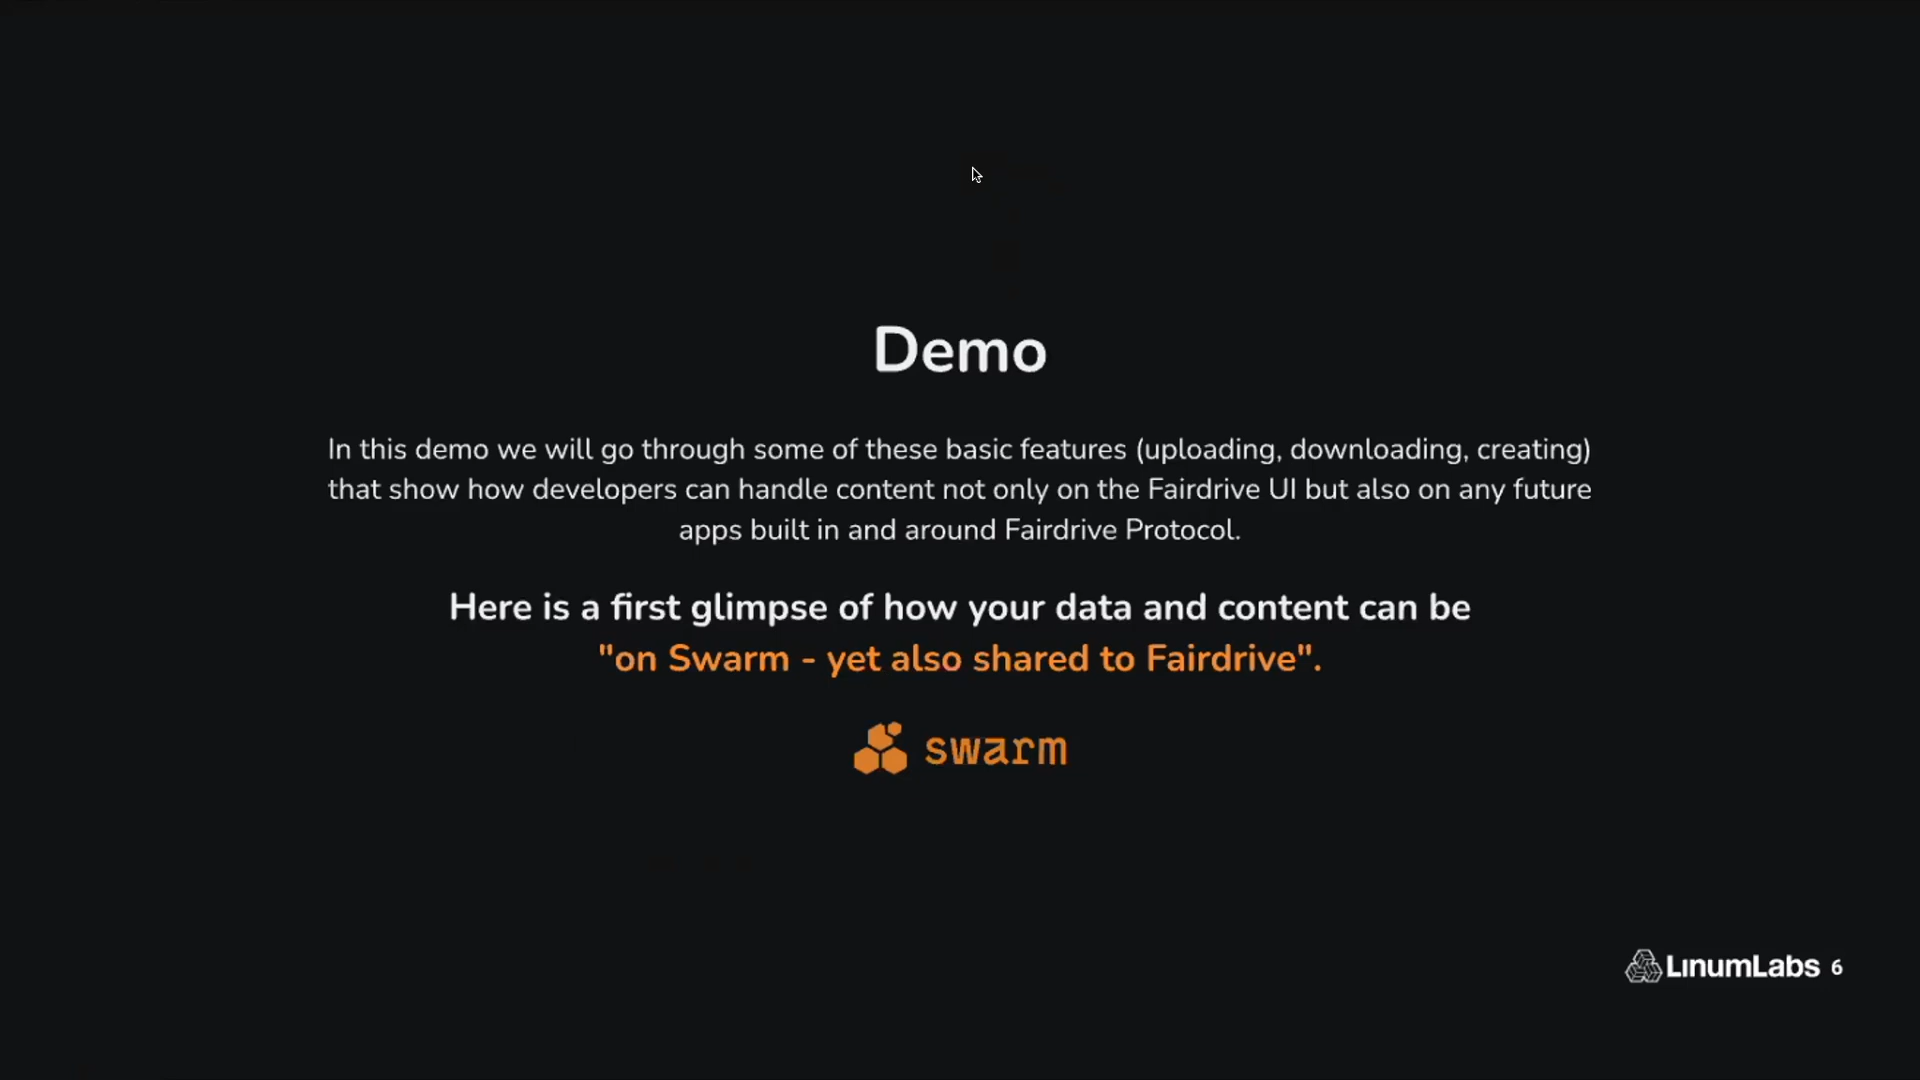 Demo
In this demo we will go through some of these basic features (uploading, downloading, creating)
that show how developers can handle content not only on the Fairdrive UI but also on any future
apps built in and around Fairdrive Protocol.
Here is a first glimpse of how your data and content can be
"on Swarm - yet also shared to Fairdrive".
swarm
LinumLabs 6